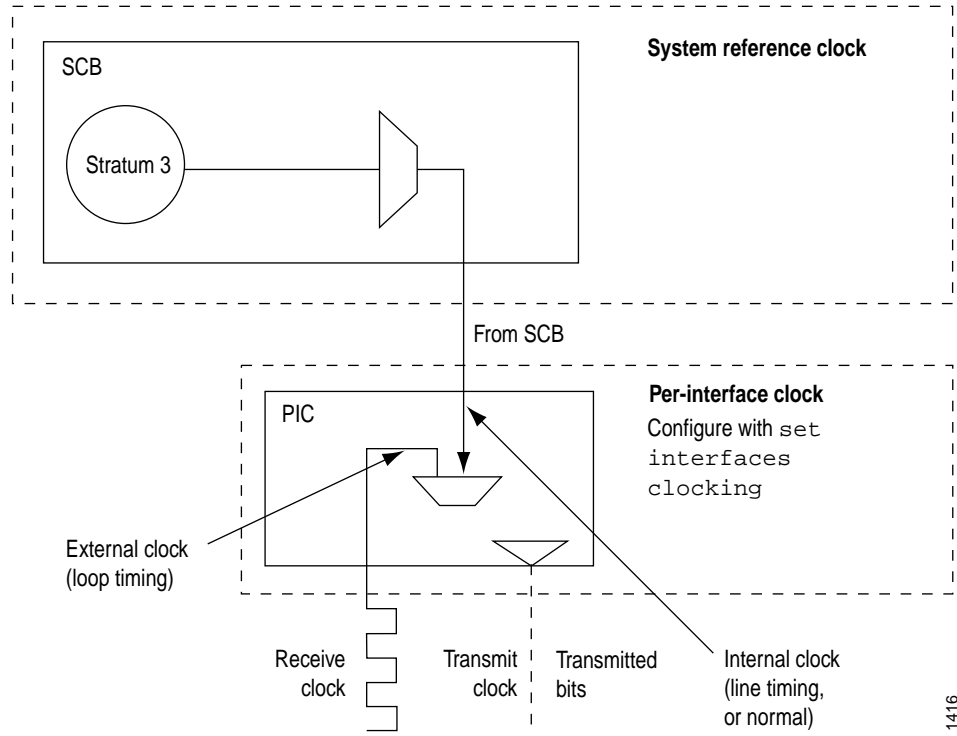 System reference clock
SCB
Stratum 3
From SCB
PIC
Per-interface clock
Configure with set
interfaces
clocking
External clock
(loop timing)
Receive
clock
Transmit
clock
Transmitted
bits
Internal clock
(line timing,
or normal)
1416